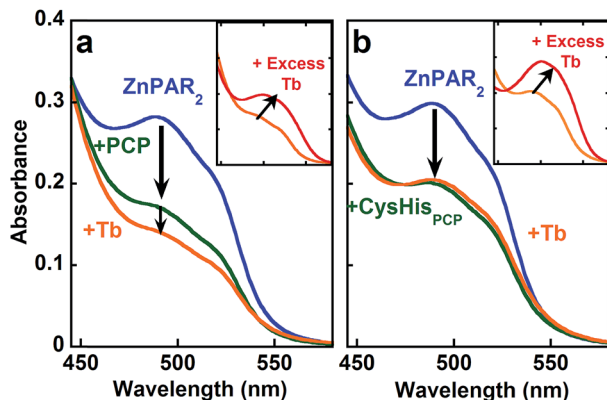 a
ZnPAR2
+ Excess
Tb
+PCP
+Tb
b
ZnPAR2
+ Excess
Tb
+CysHisPCP
+Tb
Absorbance
0.4
0.3
0.2
0.1
0
450
500
450
500
550
Wavelength (nm)
Wavelength (nm)